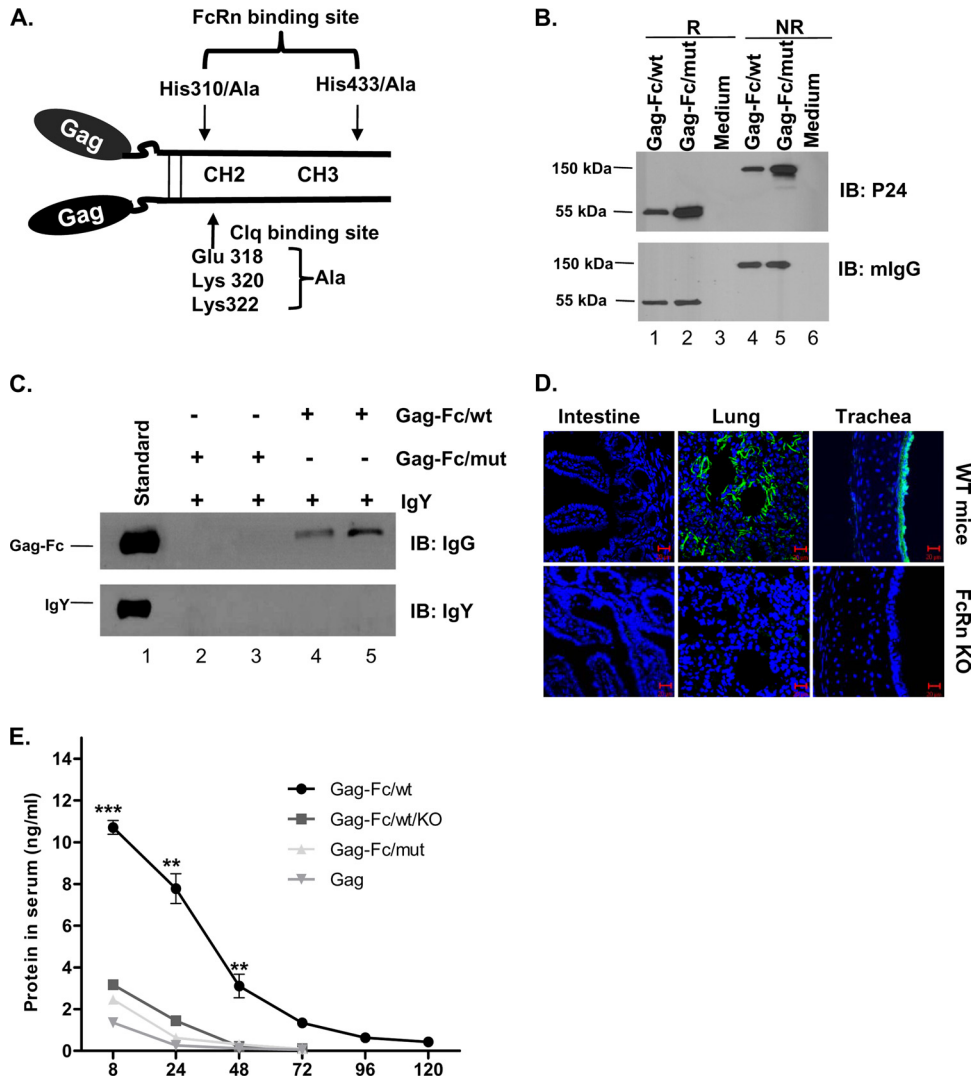 A.
FcRn binding site
His310/Ala
His433/Ala
Gag
Gag
CH2
CH3
Clq binding site
Glu 318
Lys 320
Lys322
Ala
B.
R
NR
Gag-Fc/wt
Gag-Fc/mut
Medium
Gag-Fc/wt
Gag-Fc/mut
Medium
150 kDa
55 kDa
IB: P24
150 kDa
55 kDa
IB: mIgG
1 2 3 4 5 6
C.
Standard
- - + + Gag-Fc/wt
+ + - - Gag-Fc/mut
+ + + + IgY
Gag-Fc
IB: IgG
IgY
IB: IgY
1 2 3 4 5
D.
Intestine
Lung
Trachea
WT mice
FcRn KO
E.
Protein in serum (ng/ml)
14
12
10
8
6
4
2
0
***
**
**
Gag-Fc/wt
Gag-Fc/wt/KO
Gag-Fc/mut
Gag
8 24 48 72 96 120